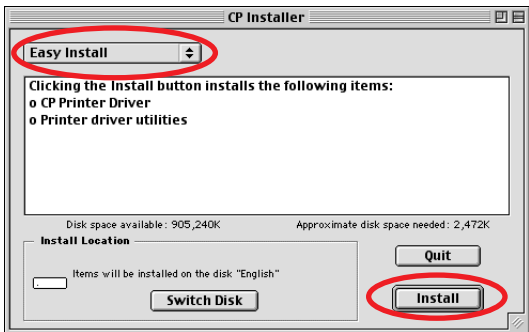 CP Installer
Easy Install
Clicking the Install button installs the following items:
o CP Printer Driver
o Printer driver utilities
Disk space available: 905,240K Approximate disk space needed: 2,472K
Install Location
Items will be installed on the disk "English"
Switch Disk
Quit
Install